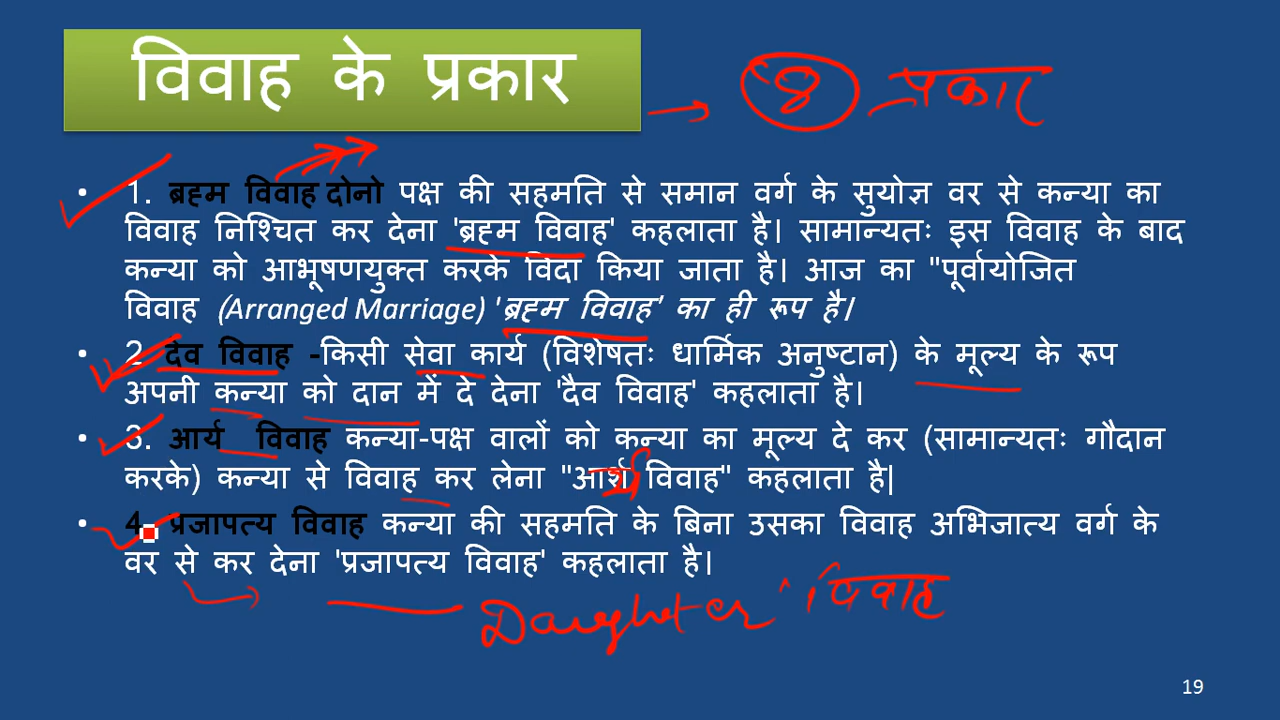 विवाह के प्रकार
8 प्रकार
• 1. ब्रह्म विवाह दोनो पक्ष की सहमति से समान वर्ग के सुयोज्ञ वर से कन्या का
विवाह निश्चित कर देना 'ब्रह्म विवाह' कहलाता है। सामान्यतः इस विवाह के बाद
कन्या को आभूषणयुक्त करके विदा किया जाता है। आज का "पूर्वायोजित
विवाह (Arranged Marriage) 'ब्रह्म विवाह' का ही रूप है।
• 2 दैव विवाह -किसी सेवा कार्य (विशेषतः धार्मिक अनुष्टान) के मूल्य के रूप
अपनी कन्या को दान में दे देना 'दैव विवाह' कहलाता है।
• 3. आर्य विवाह कन्या-पक्ष वालों को कन्या का मूल्य दे कर (सामान्यतः गौदान
करके) कन्या से विवाह कर लेना "आर्श विवाह" कहलाता है|
• 4- प्रजापत्य विवाह कन्या की सहमति के बिना उसका विवाह अभिजात्य वर्ग के
वर से कर देना 'प्रजापत्य विवाह' कहलाता है।
Daughter विवाह
19